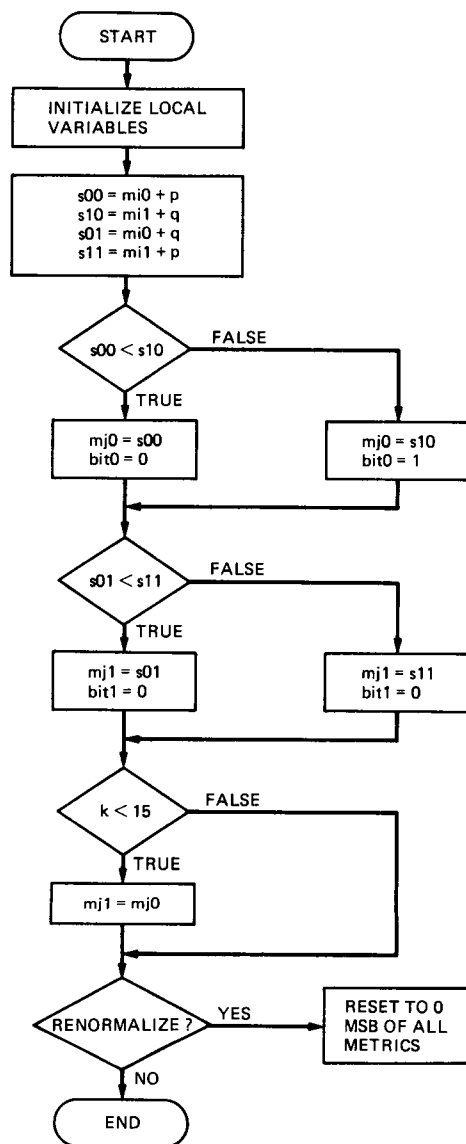 START
INITIALIZE LOCAL
VARIABLES
s00 = mi0 + p
s10 = mi1 + q
s01 = mi0 + q
s11 = mi1 + p
s00 < s10
FALSE
TRUE
mj0 = s00
bit0 = 0
mj0 = s10
bit0 = 1
s01 < s11
FALSE
TRUE
mj1 = s01
bit1 = 0
mj1 = s11
bit1 = 0
k < 15
FALSE
TRUE
mj1 = mj0
RENORMALIZE ?
YES
RESET TO 0
MSB OF ALL
METRICS
NO
END